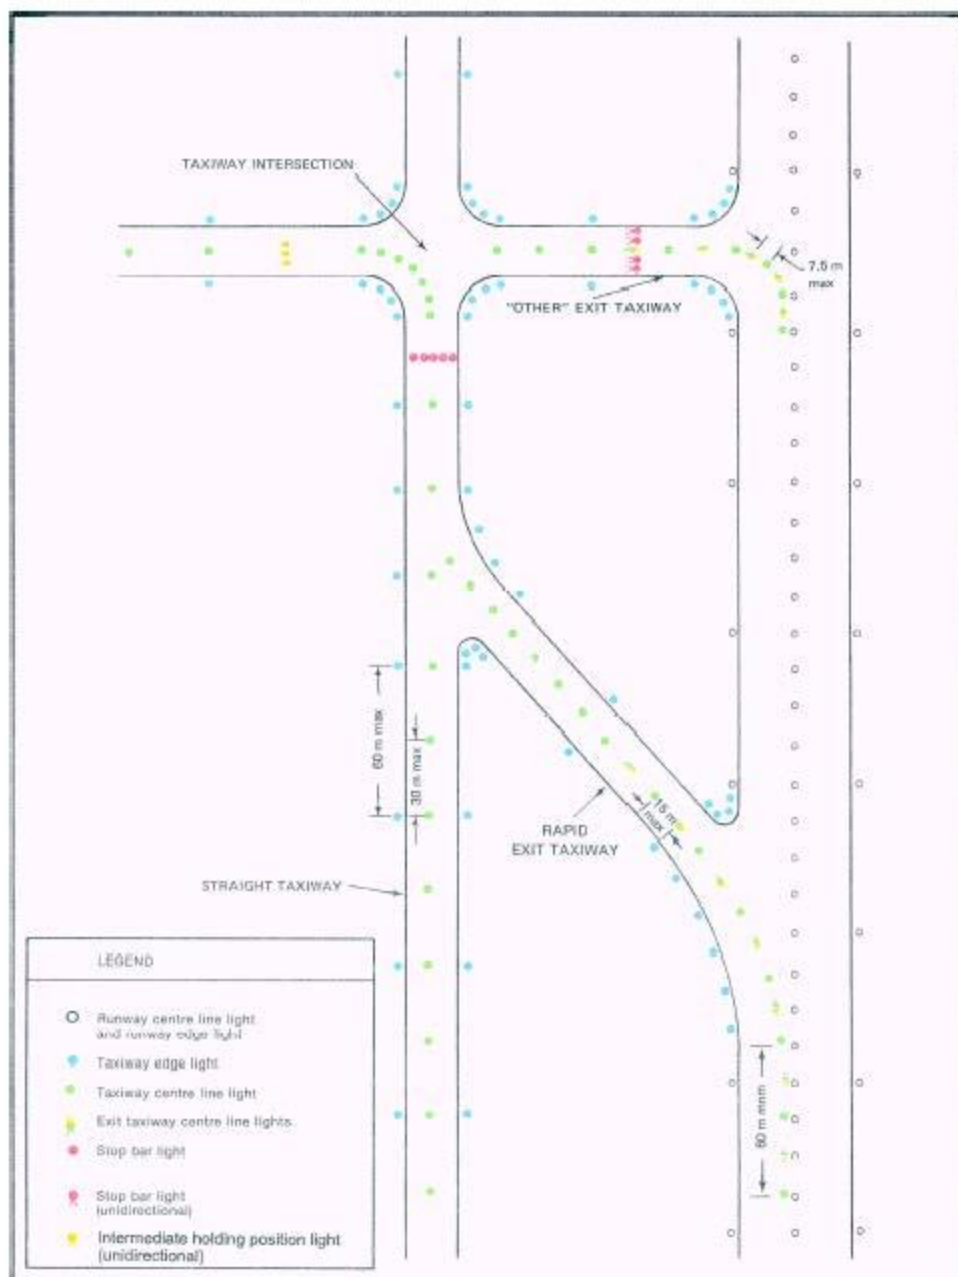 TAXIWAY INTERSECTION
7.5 m
max
"OTHER" EXIT TAXIWAY
60 m max
30 m max
15 m
max
RAPID
EXIT TAXIWAY
STRAIGHT TAXIWAY
60 m mnm
LEGEND
Runway centre line light
and runway edge light
Taxiway edge light
Taxiway centre line light
Exit taxiway centre line lights
Stop bar light
Stop bar light
(unidirectional)
Intermediate holding position light
(unidirectional)